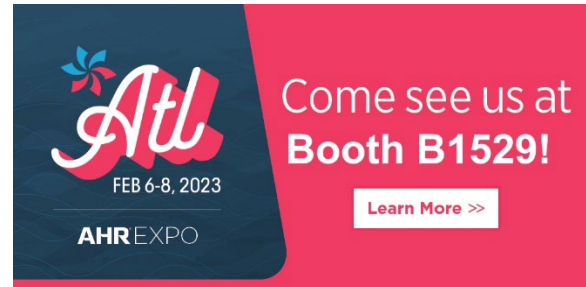 Atl
FEB 6-8, 2023
AHR EXPO
Come see us at
Booth B1529!
Learn More >>